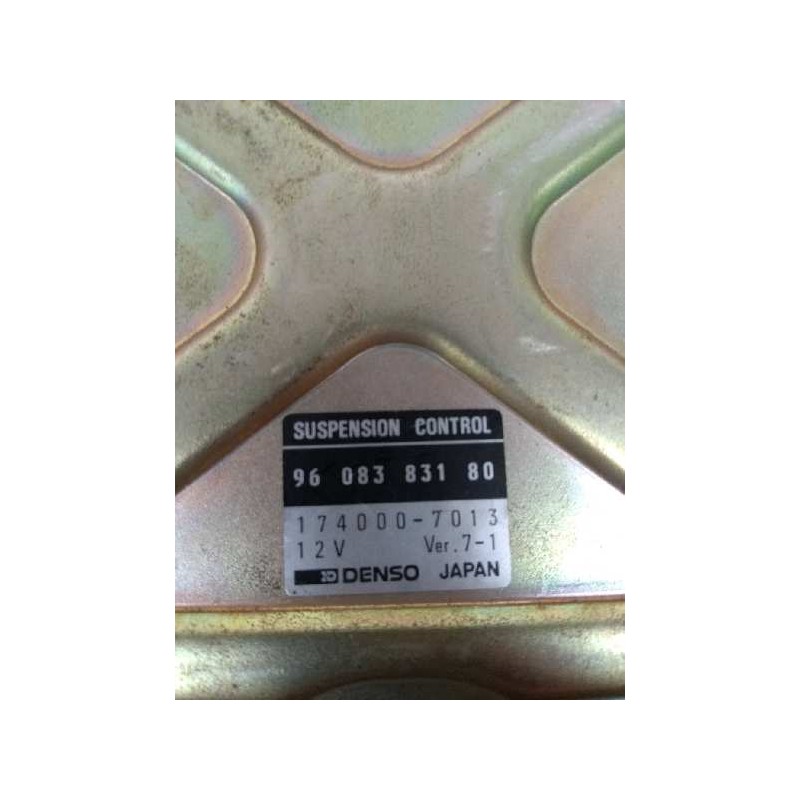 SUSPENSION CONTROL
96 083 831 80
174000-7013
12V Ver.7-1
DENSO JAPAN